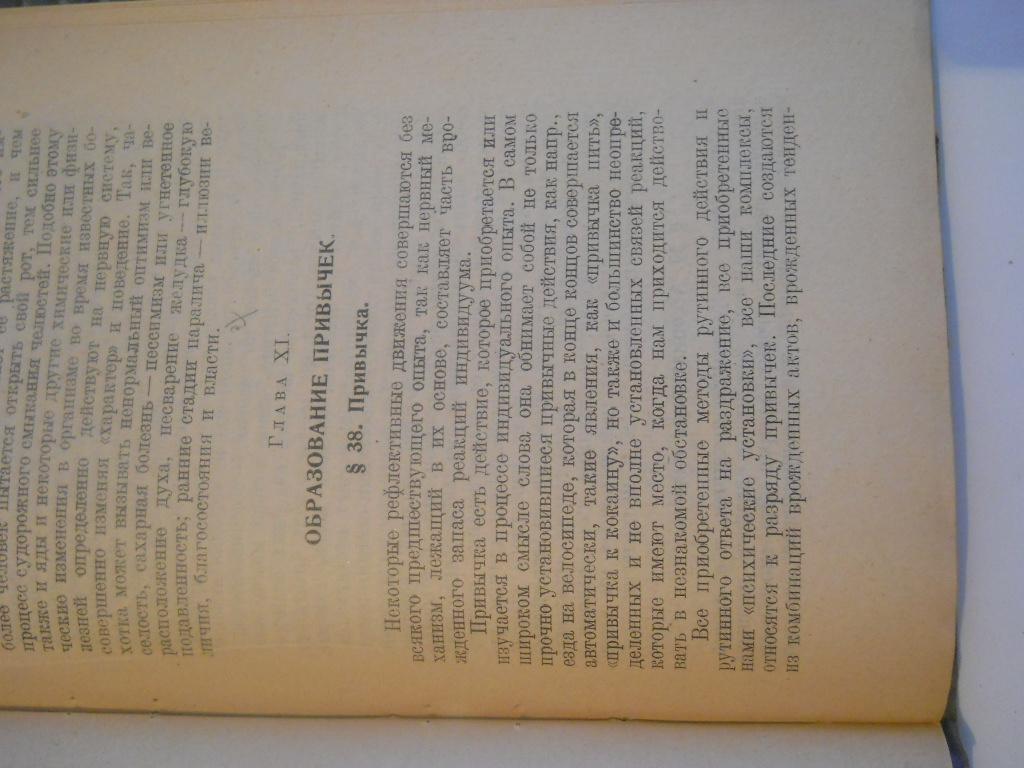 более человек пытается открыть свой рот, тем сильнее
процесс судорожного смыкания челюстей. Подобно этому
также и яды и некоторые другие химические или физи-
ческие изменения в организме во время известных бо-
лезней определенно действуют на нервную систему,
совершенно изменяя «характер» и поведение. Так, ча-
хотка может вызывать ненормальный оптимизм или ве-
селость, сахарная болезнь — пессимизм или угнетенное
расположение духа, несварение желудка — глубокую
подавленность; ранние стадии паралича — иллюзии ве-
личия, благосостояния и власти.
Глава XI.
ОБРАЗОВАНИЕ ПРИВЫЧЕК.
§ 38. Привычка.
Некоторые рефлективные движения совершаются без
всякого предшествующего опыта, так как нервный ме-
ханизм, лежащий в их основе, составляет часть вро-
жденного запаса реакций индивидуума.
Привычка есть действие, которое приобретается или
изучается в процессе индивидуального опыта. В самом
широком смысле слова она обнимает собой не только
прочно установившиеся привычные действия, как напр.,
езда на велосипеде, которая в конце концов совершается
автоматически, такие явления, как «привычка пить»,
«привычка к кокаину», но также и большинство неопре-
деленных и не вполне установленных связей реакций,
которые имеют место, когда нам приходится действо-
вать в незнакомой обстановке.
Все приобретенные методы рутинного действия и
рутинного ответа на раздражение, все приобретенные
нами «психические установки», все наши комплексы,
относятся к разряду привычек. Последние создаются
из комбинаций врожденных актов, врожденных тенден-